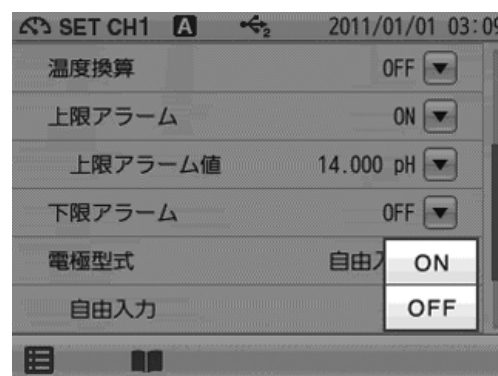 SET CH1 A 2 2011/01/01 03:09
温度換算 OFF
上限アラーム ON
上限アラーム値 14.000 pH
下限アラーム OFF
電極型式 自由入
ON
自由入力
OFF